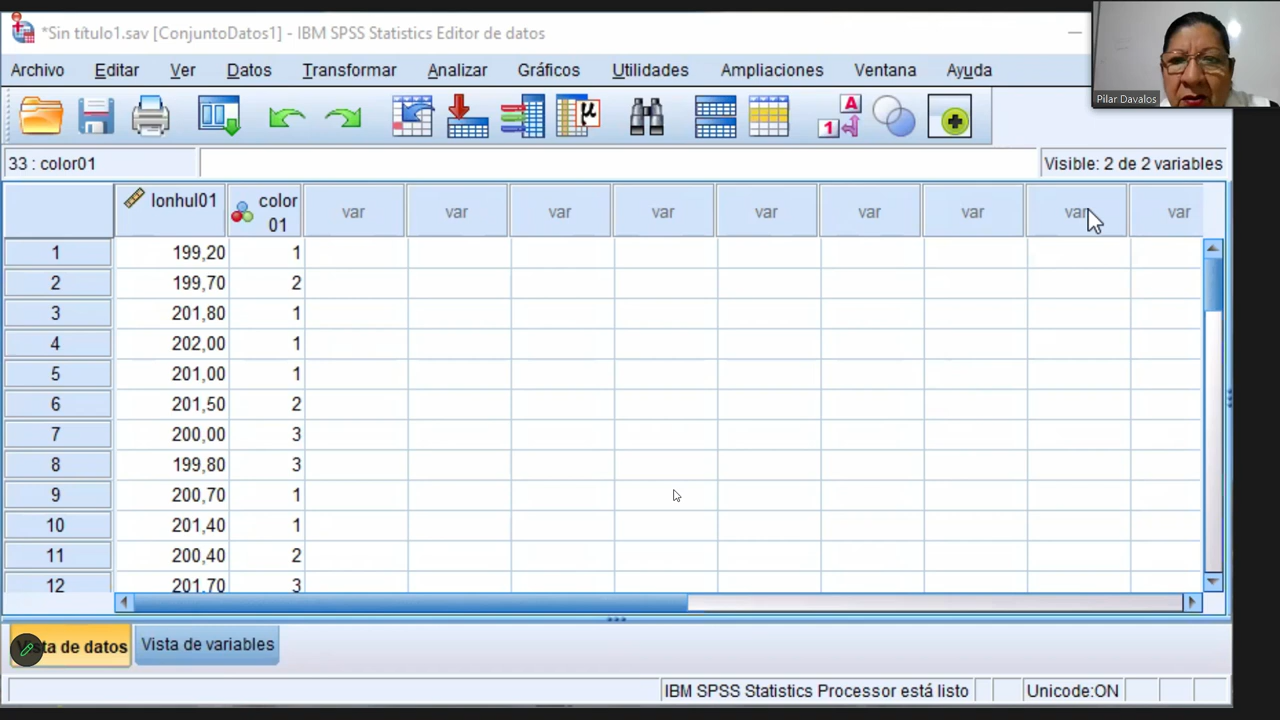 *Sin título1.sav [ConjuntoDatos1] - IBM SPSS Statistics Editor de datos
Archivo Editar Ver Datos Transformar Analizar Gráficos Utilidades Ampliaciones Ventana Ayuda
Pilar Davalos
33 : color01
Visible: 2 de 2 variables
lonhul01 color01 var var var var var var var var var
1 199,20 1
2 199,70 2
3 201,80 1
4 202,00 1
5 201,00 1
6 201,50 2
7 200,00 3
8 199,80 3
9 200,70 1
10 201,40 1
11 200,40 2
12 201,70 3
Vista de datos Vista de variables
IBM SPSS Statistics Processor está listo Unicode:ON